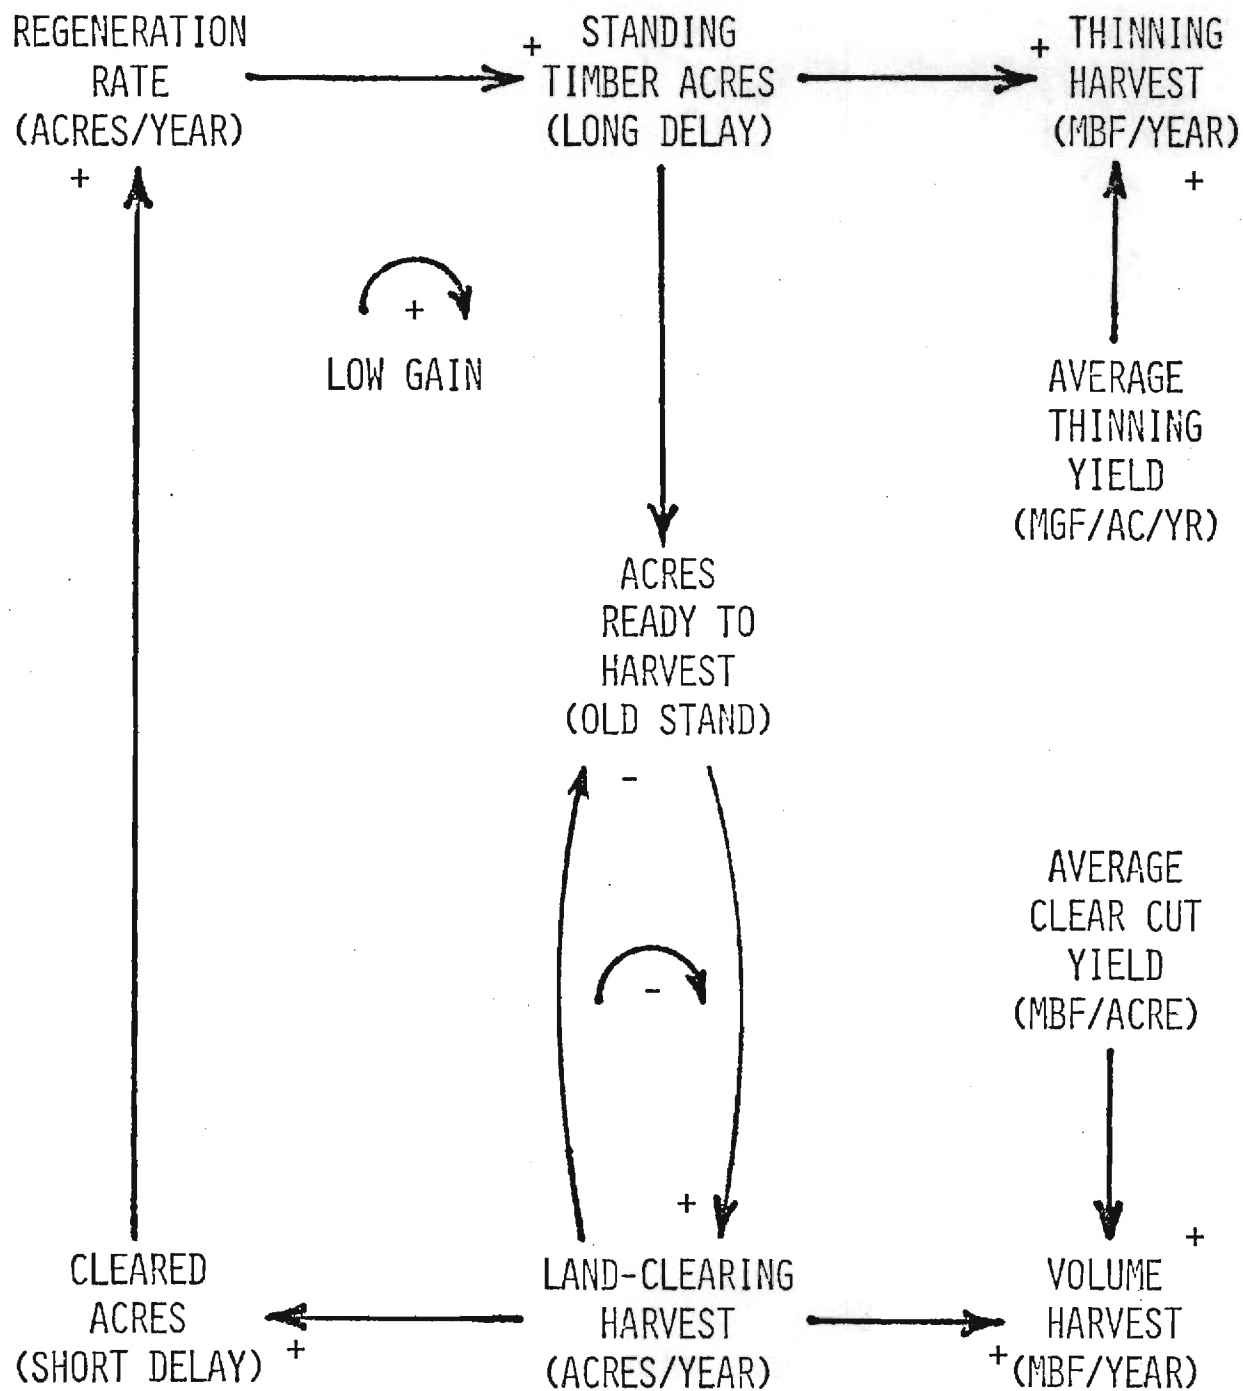 REGENERATION
RATE
(ACRES/YEAR)
+
+
STANDING
TIMBER ACRES
(LONG DELAY)
+
THINNING
HARVEST
(MBF/YEAR)
+
+
LOW GAIN
AVERAGE
THINNING
YIELD
(MGF/AC/YR)
ACRES
READY TO
HARVEST
(OLD STAND)
-
-
+
AVERAGE
CLEAR CUT
YIELD
(MBF/ACRE)
CLEARED
ACRES
(SHORT DELAY)
+
LAND-CLEARING
HARVEST
(ACRES/YEAR)
+
VOLUME
HARVEST
+
(MBF/YEAR)